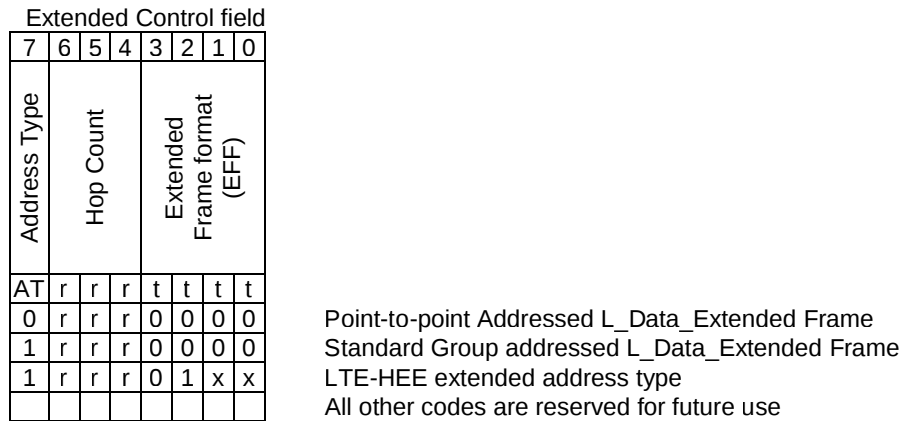 Extended Control field
7 6 5 4 3 2 1 0
Address Type
Hop Count
Extended
Frame format
(EFF)
AT r r r t t t t
0 r r r 0 0 0 0 Point-to-point Addressed L_Data_Extended Frame
1 r r r 0 0 0 0 Standard Group addressed L_Data_Extended Frame
1 r r r 0 1 x x LTE-HEE extended address type
All other codes are reserved for future use